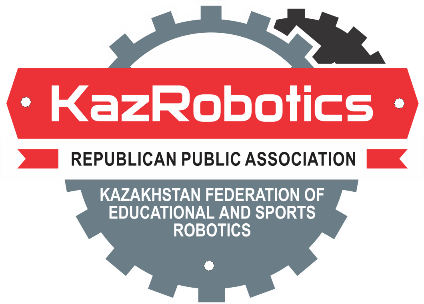 KazRobotics
REPUBLICAN PUBLIC ASSOCIATION
KAZAKHSTAN FEDERATION OF
EDUCATIONAL AND SPORTS
ROBOTICS